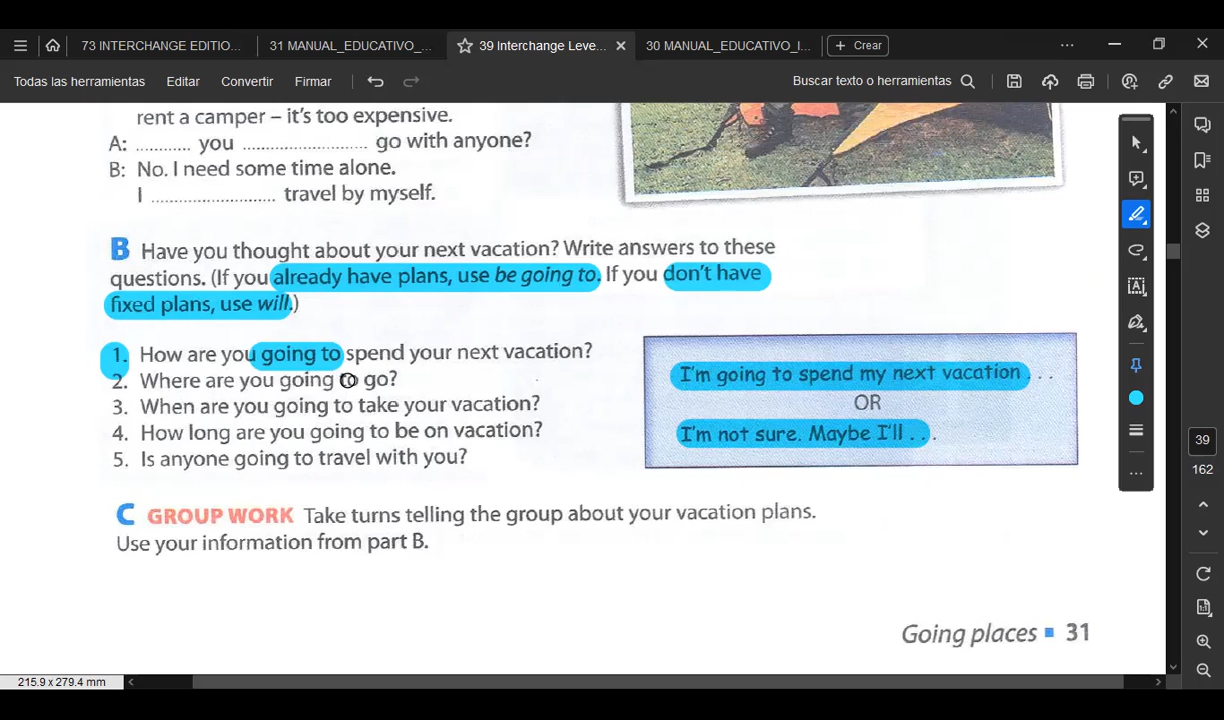 73 INTERCHANGE EDITIO... 31 MANUAL_EDUCATIVO_... 39 Interchange Leve... 30 MANUAL_EDUCATIVO_I... + Crear
Todas las herramientas Editar Convertir Firmar Buscar texto o herramientas
rent a camper – it's too expensive.
A: ........... you ......................... go with anyone?
B: No. I need some time alone.
I ......................... travel by myself.
B Have you thought about your next vacation? Write answers to these
questions. (If you already have plans, use be going to. If you don't have
fixed plans, use will.)
1. How are you going to spend your next vacation?
2. Where are you going to go?
3. When are you going to take your vacation?
4. How long are you going to be on vacation?
5. Is anyone going to travel with you?
I'm going to spend my next vacation . . .
OR
I'm not sure. Maybe I'll . . .
C GROUP WORK Take turns telling the group about your vacation plans.
Use your information from part B.
Going places ▪ 31
39
162
215.9 x 279.4 mm